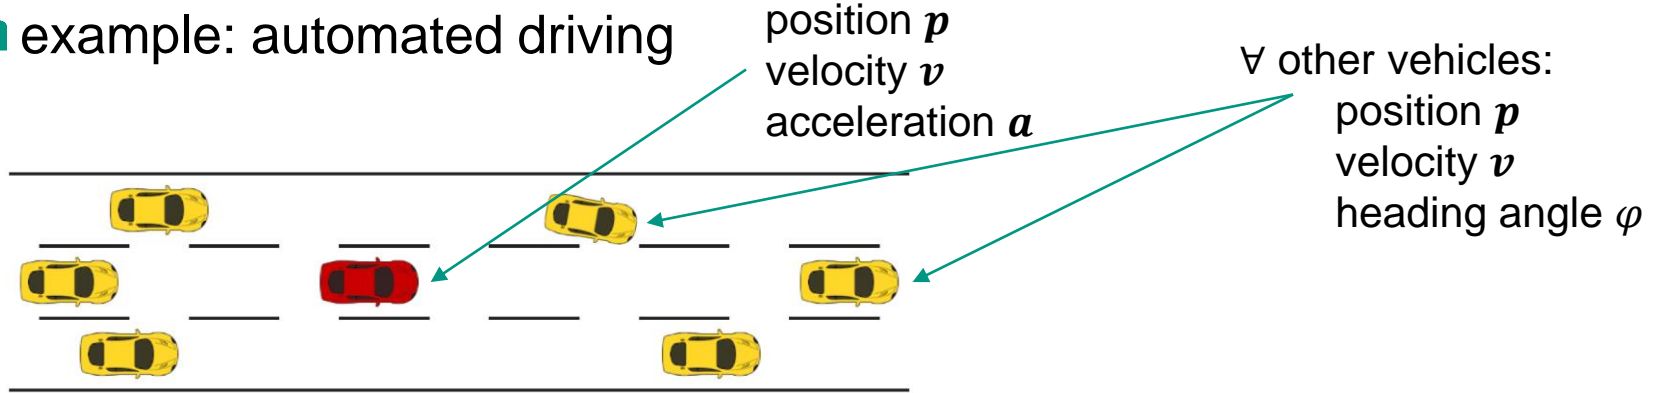 example: automated driving
position p
velocity v
acceleration a
∀ other vehicles:
position p
velocity v
heading angle φ